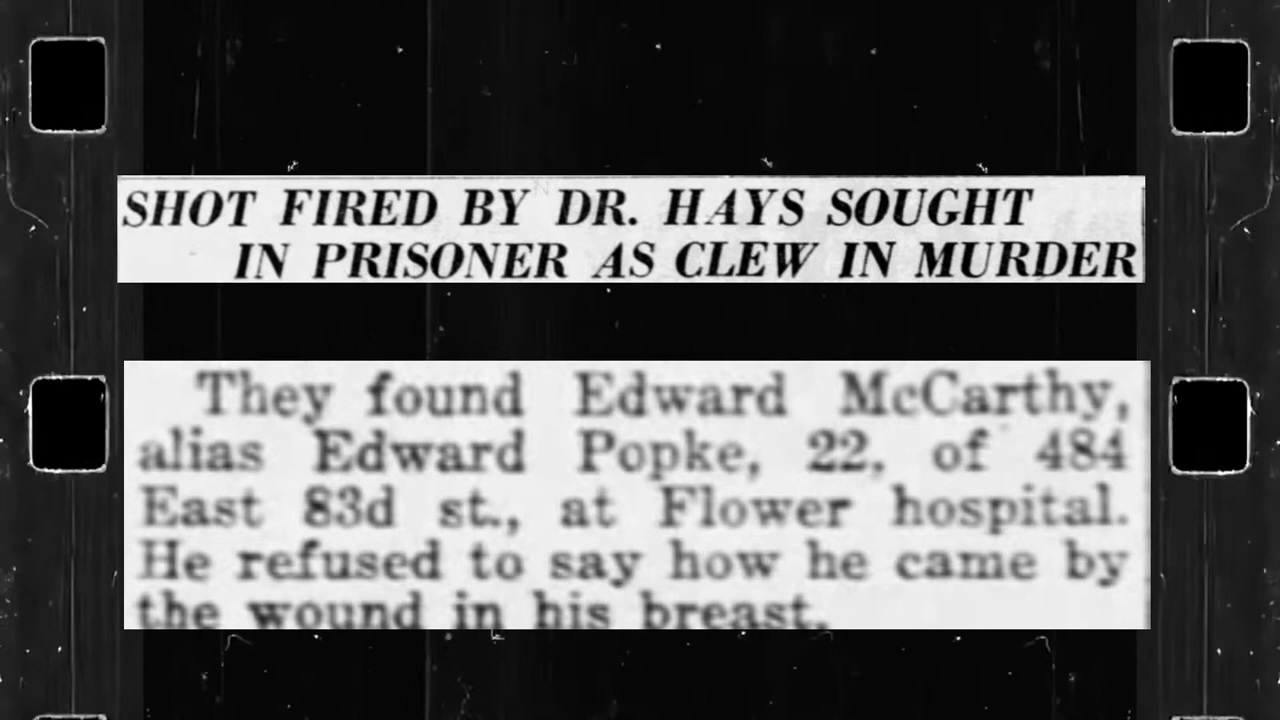 SHOT FIRED BY DR. HAYS SOUGHT
IN PRISONER AS CLEW IN MURDER
They found Edward McCarthy,
alias Edward Popke, 22, of 484
East 83d st., at Flower hospital.
He refused to say how he came by
the wound in his breast.